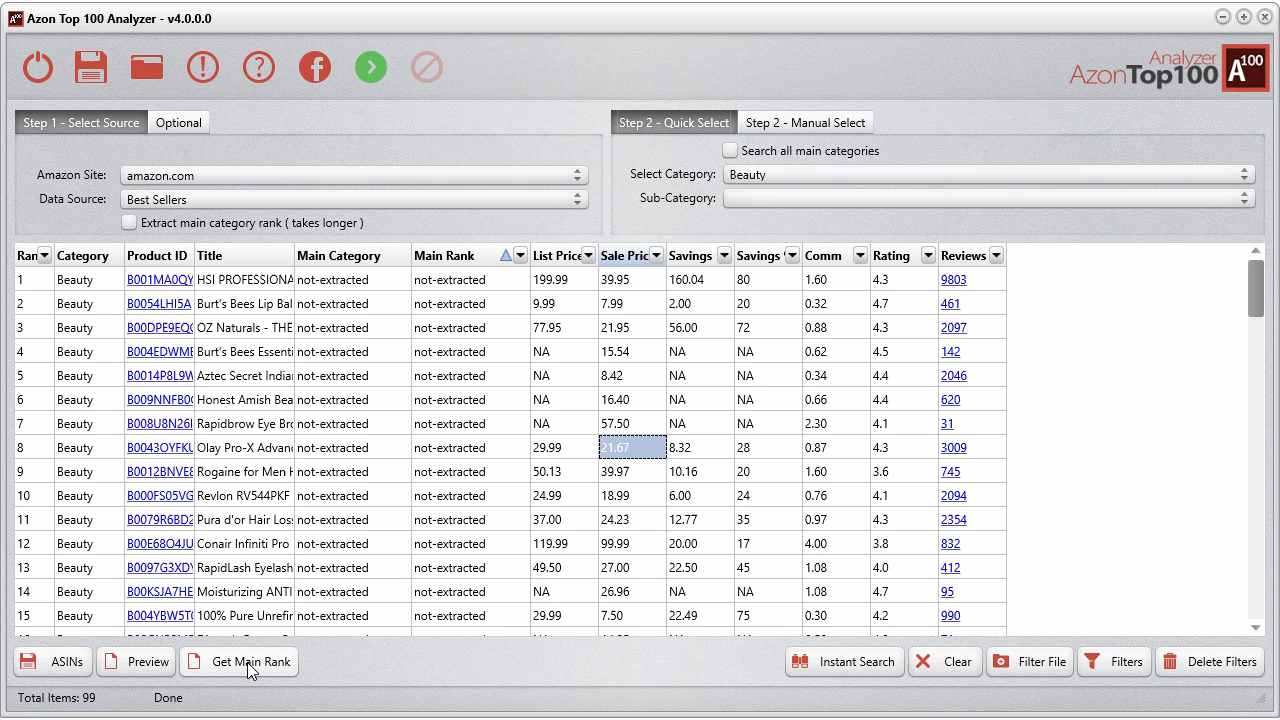 Azon Top 100 Analyzer - v4.0.0.0
Analyzer
AzonTop100
A100
Step 1 - Select Source Optional
Step 2 - Quick Select Step 2 - Manual Select
Search all main categories
Amazon Site: amazon.com
Select Category: Beauty
Data Source: Best Sellers
Sub-Category:
Extract main category rank ( takes longer )
Ran Category Product ID Title Main Category Main Rank List Price Sale Pric Savings Savings Comm Rating Reviews
1 Beauty B001MA0QY HSI PROFESSIONA not-extracted not-extracted 199.99 39.95 160.04 80 1.60 4.3 9803
2 Beauty B0054LHI5A Burt's Bees Lip Bal not-extracted not-extracted 9.99 7.99 2.00 20 0.32 4.7 461
3 Beauty B00DPE9EQ OZ Naturals - THE not-extracted not-extracted 77.95 21.95 56.00 72 0.88 4.3 2097
4 Beauty B004EDWME Burt's Bees Essenti not-extracted not-extracted NA 15.54 NA NA 0.62 4.5 142
5 Beauty B0014P8L9W Aztec Secret Indian not-extracted not-extracted NA 8.42 NA NA 0.34 4.4 2046
6 Beauty B009NNFB0 Honest Amish Bea not-extracted not-extracted NA 16.40 NA NA 0.66 4.4 620
7 Beauty B008U8N26I Rapidbrow Eye Bro not-extracted not-extracted NA 57.50 NA NA 2.30 4.1 31
8 Beauty B0043OYFKU Olay Pro-X Advanc not-extracted not-extracted 29.99 21.67 8.32 28 0.87 4.3 3009
9 Beauty B0012BNVE8 Rogaine for Men H not-extracted not-extracted 50.13 39.97 10.16 20 1.60 3.6 745
10 Beauty B000FS05VG Revlon RV544PKF not-extracted not-extracted 24.99 18.99 6.00 24 0.76 4.1 2094
11 Beauty B0079R6BD2 Pura d'or Hair Loss not-extracted not-extracted 37.00 24.23 12.77 35 0.97 4.3 2354
12 Beauty B00E68O4JU Conair Infiniti Pro not-extracted not-extracted 119.99 99.99 20.00 17 4.00 3.8 832
13 Beauty B0097G3XDY RapidLash Eyelash not-extracted not-extracted 49.50 27.00 22.50 45 1.08 4.0 412
14 Beauty B00KSJA7HE Moisturizing ANTI not-extracted not-extracted NA 26.96 NA NA 1.08 4.7 95
15 Beauty B004YBW5T 100% Pure Unrefin not-extracted not-extracted 29.99 7.50 22.49 75 0.30 4.2 990
ASINs Preview Get Main Rank Instant Search Clear Filter File Filters Delete Filters
Total Items: 99 Done